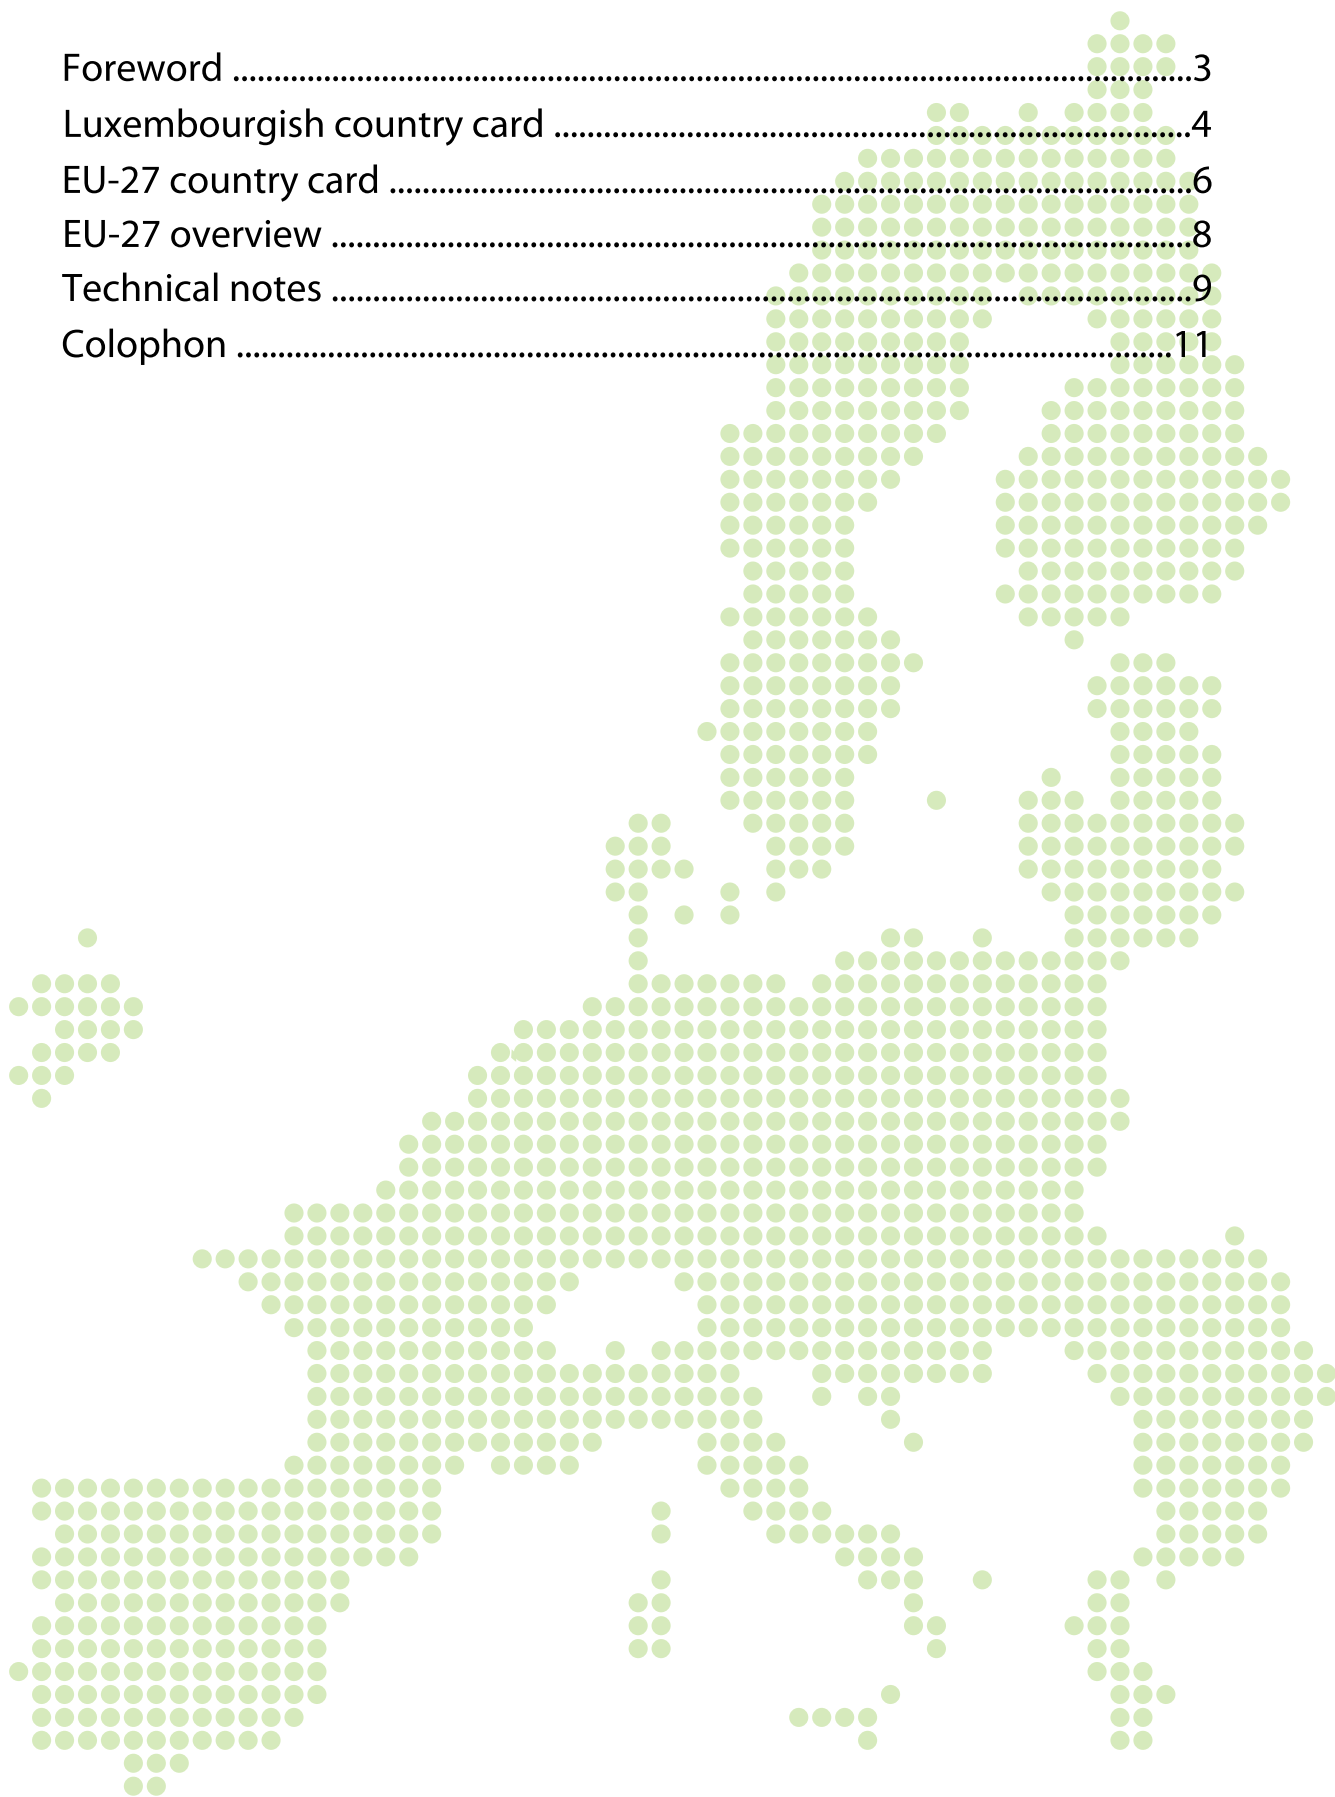 Foreword ........................................................................................................................3
Luxembourgish country card ................................................................................4
EU-27 country card .....................................................................................................6
EU-27 overview ............................................................................................................8
Technical notes ............................................................................................................9
Colophon .....................................................................................................................11